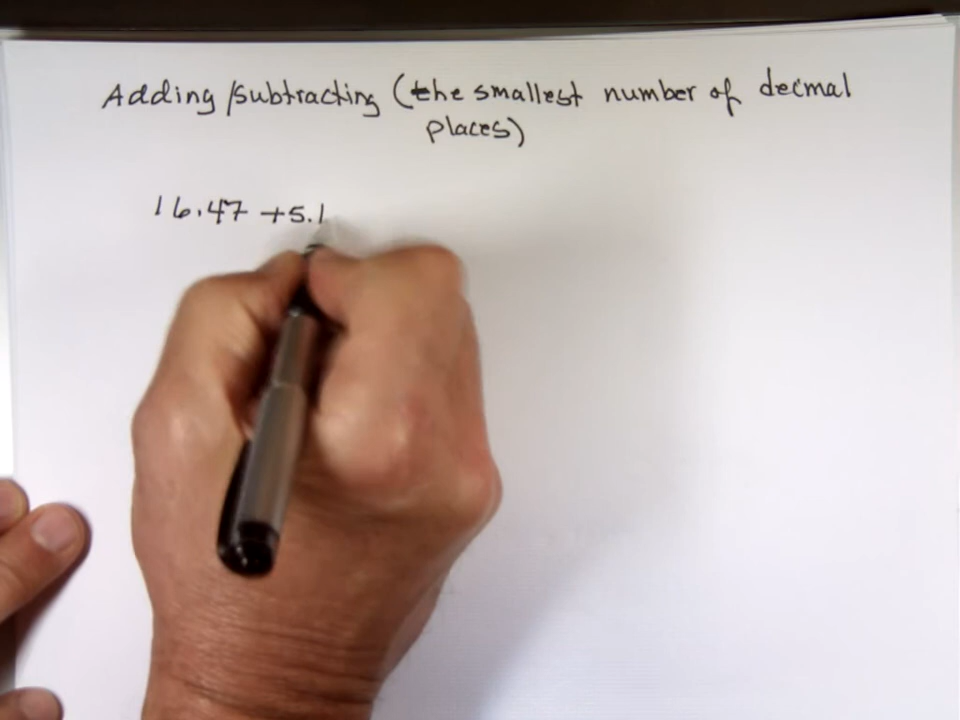 Adding/subtracting (the smallest number of decimal
places)
16.47 +5.1